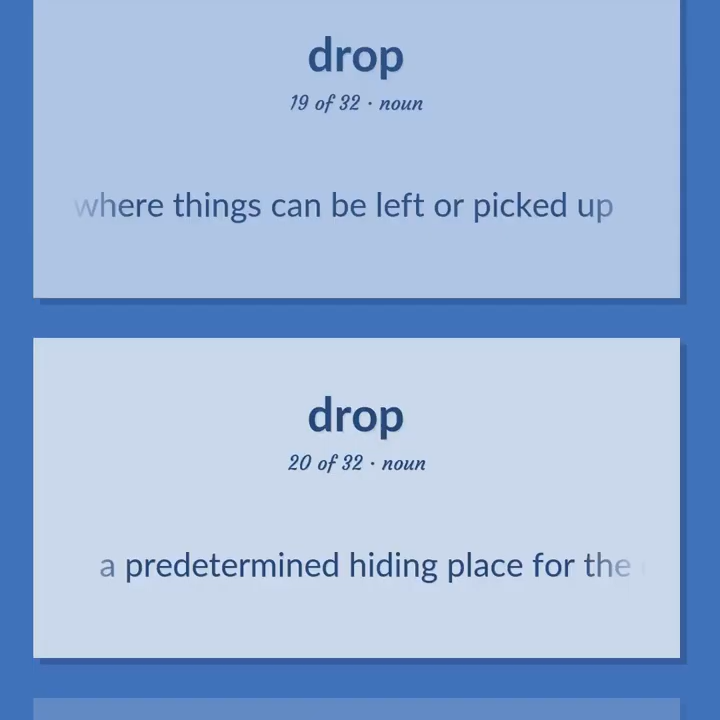 drop
19 of 32 · noun
where things can be left or picked up
drop
20 of 32 · noun
a predetermined hiding place for the